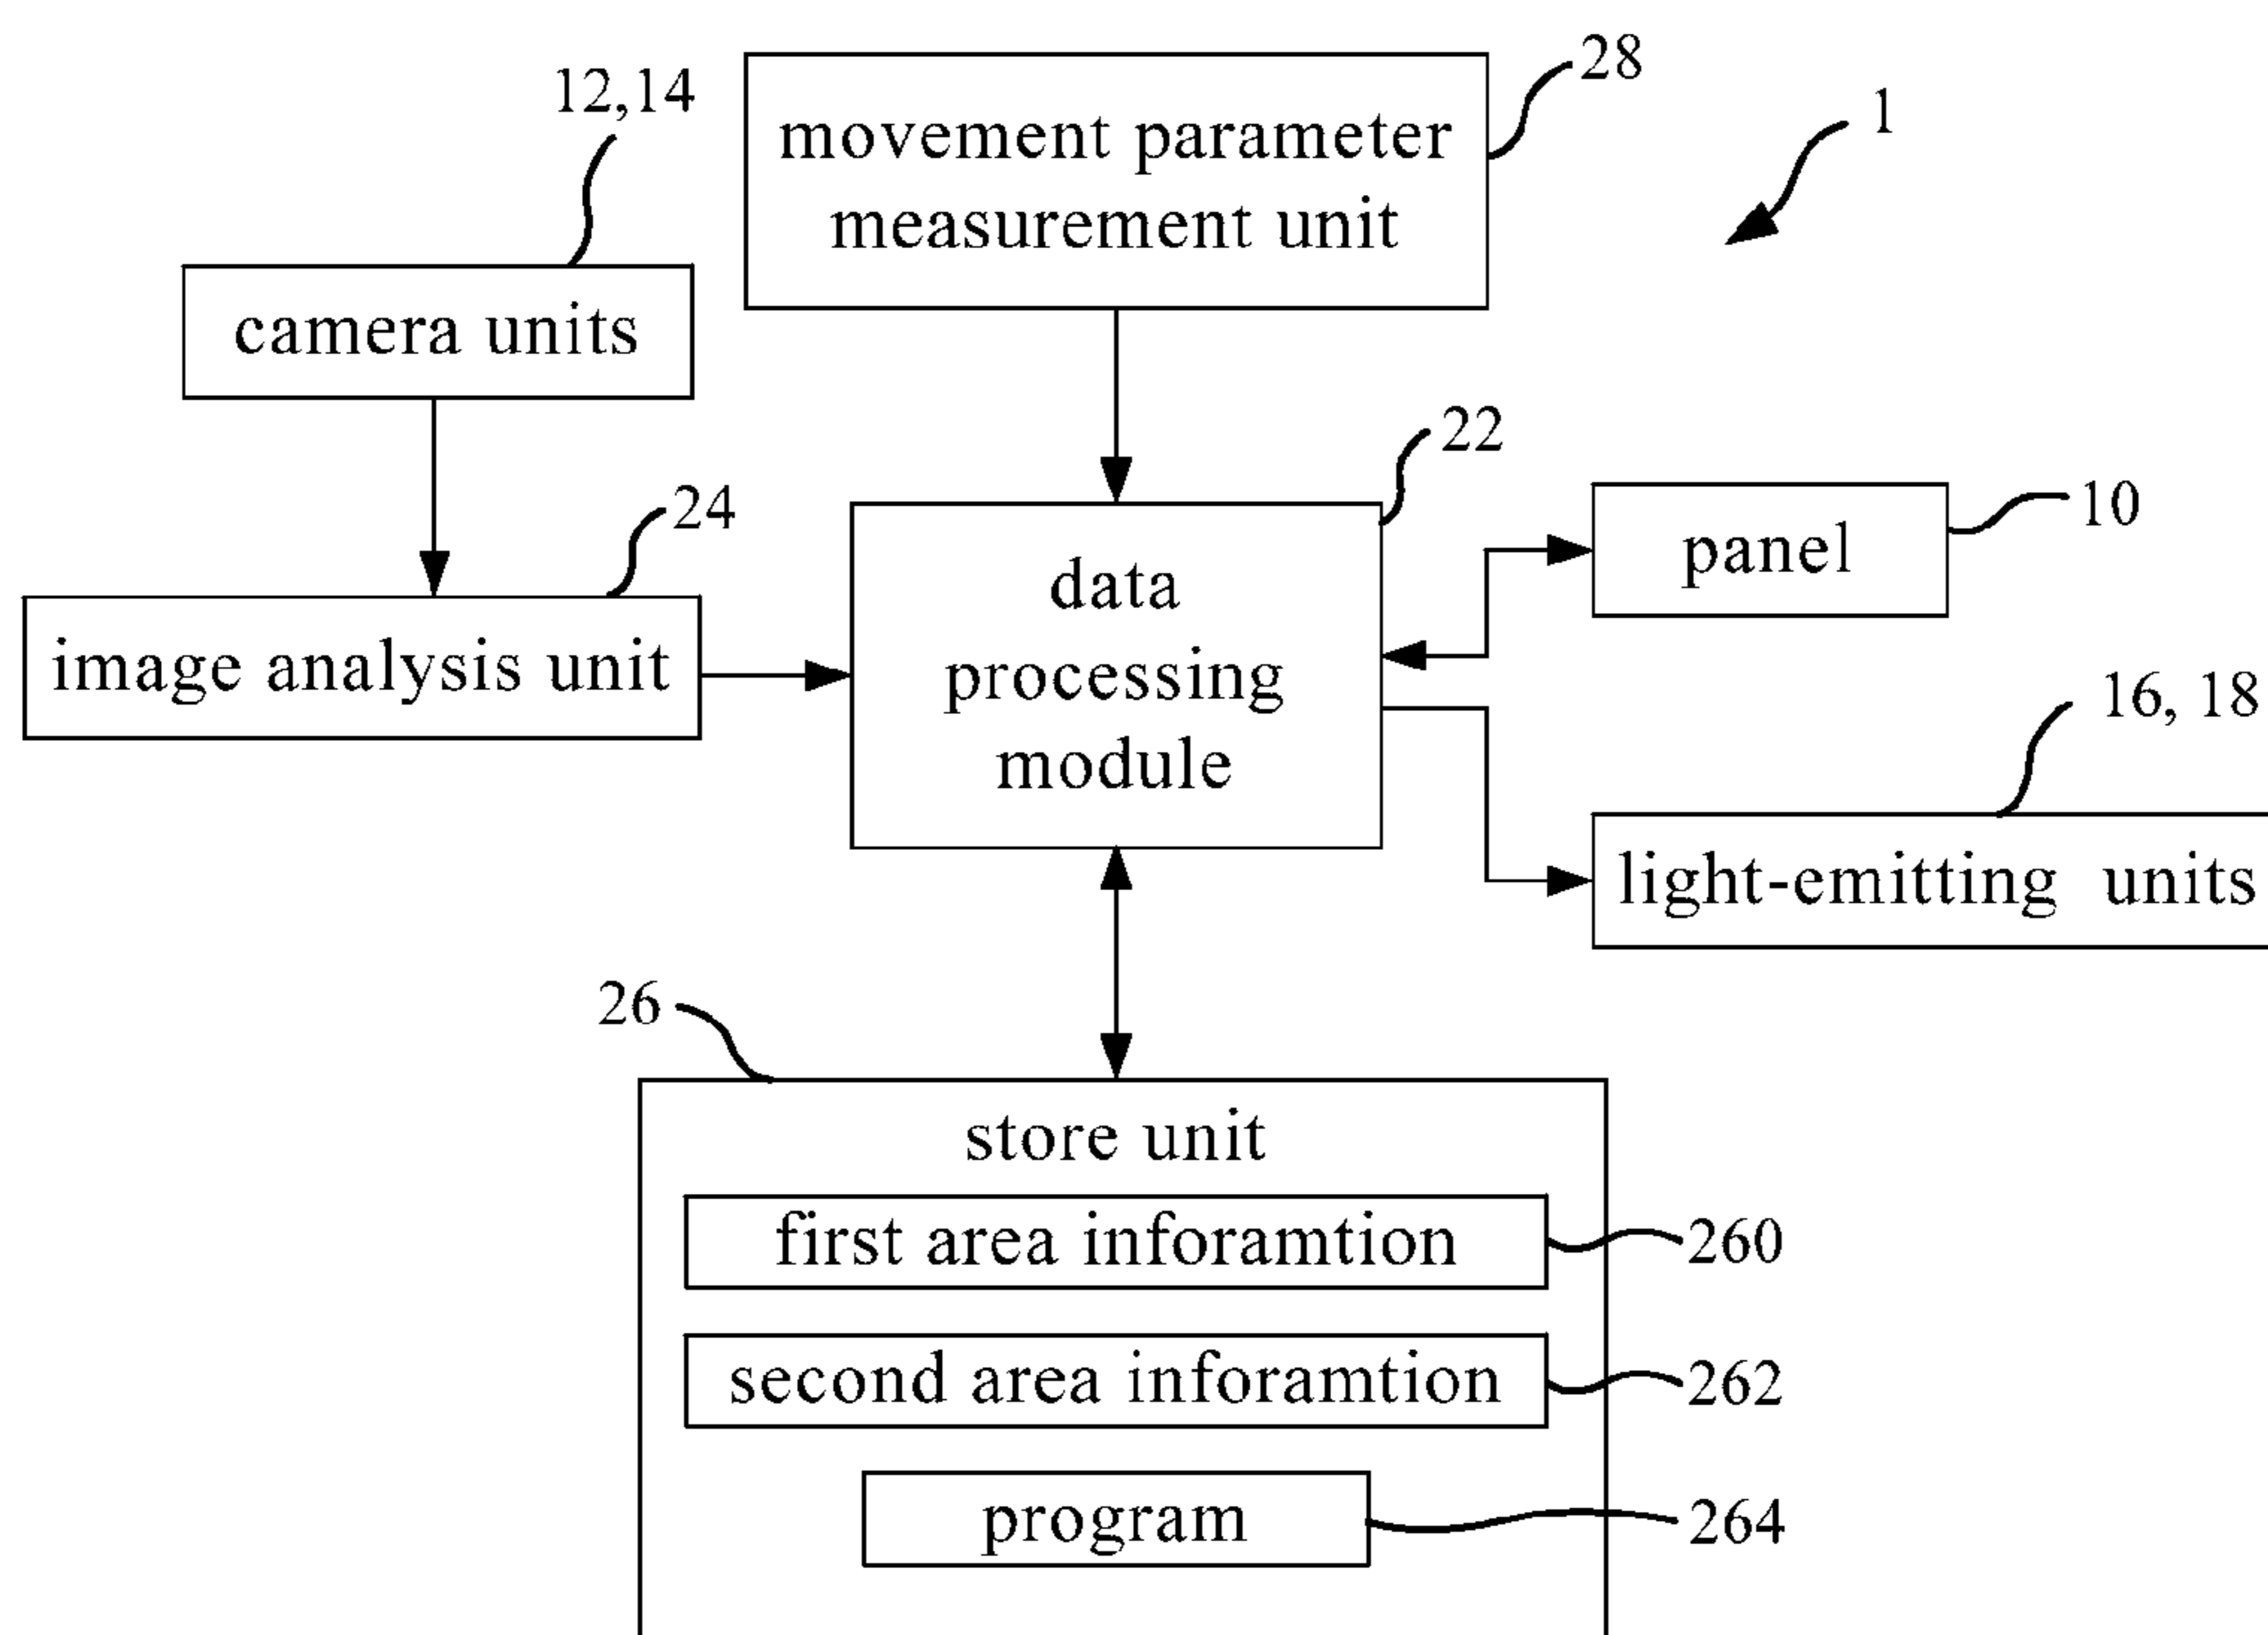 28
movement parameter
measurement unit
1
12,14
camera units
22
24
10
panel
image analysis unit
data
processing
module
16, 18
light-emitting units
26
store unit
first area inforamtion
260
second area inforamtion
262
program
264